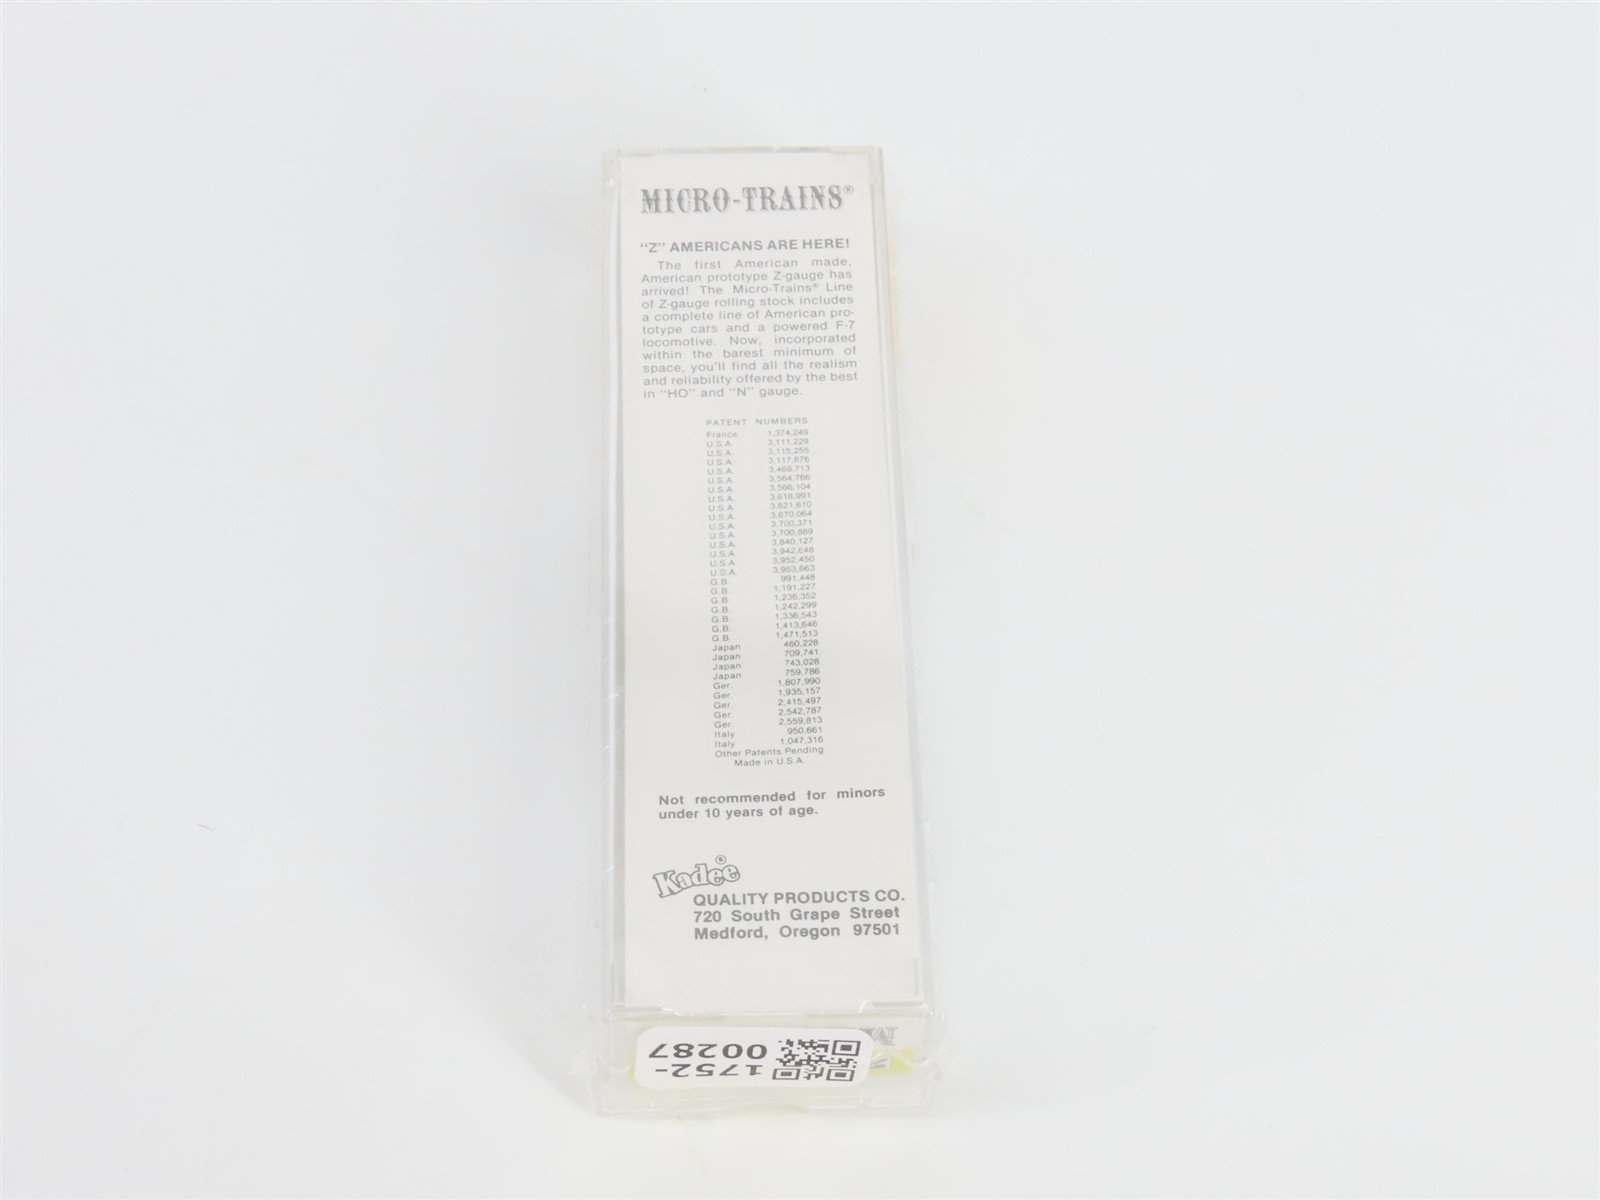 MICRO-TRAINS®
"Z" AMERICANS ARE HERE!
The first American made,
American prototype Z-gauge has
arrived! The Micro-Trains® Line
of Z-gauge rolling stock includes
a complete line of American pro-
totype cars and a powered F-7
locomotive. Now, incorporated
within the barest minimum of
space, you'll find all the realism
and reliability offered by the best
in "HO" and "N" gauge.
PATENT NUMBERS
France 1,374,249
U.S.A. 3,111,229
U.S.A. 3,115,255
U.S.A. 3,117,676
U.S.A. 3,469,713
U.S.A. 3,564,766
U.S.A. 3,566,104
U.S.A. 3,618,991
U.S.A. 3,621,610
U.S.A. 3,670,064
U.S.A. 3,700,371
U.S.A. 3,700,889
U.S.A. 3,840,127
U.S.A. 3,942,648
U.S.A. 3,952,450
U.S.A. 3,963,663
G.B. 991,448
G.B. 1,191,227
G.B. 1,236,352
G.B. 1,242,299
G.B. 1,336,543
G.B. 1,413,646
G.B. 1,471,513
Japan 460,228
Japan 709,741
Japan 743,028
Japan 759,786
Ger. 1,807,990
Ger. 1,935,157
Ger. 2,415,497
Ger. 2,542,787
Ger. 2,559,813
Italy 950,661
Italy 1,047,316
Other Patents Pending
Made in U.S.A.
Not recommended for minors
under 10 years of age.
Kadee®
QUALITY PRODUCTS CO.
720 South Grape Street
Medford, Oregon 97501
1752-
00287